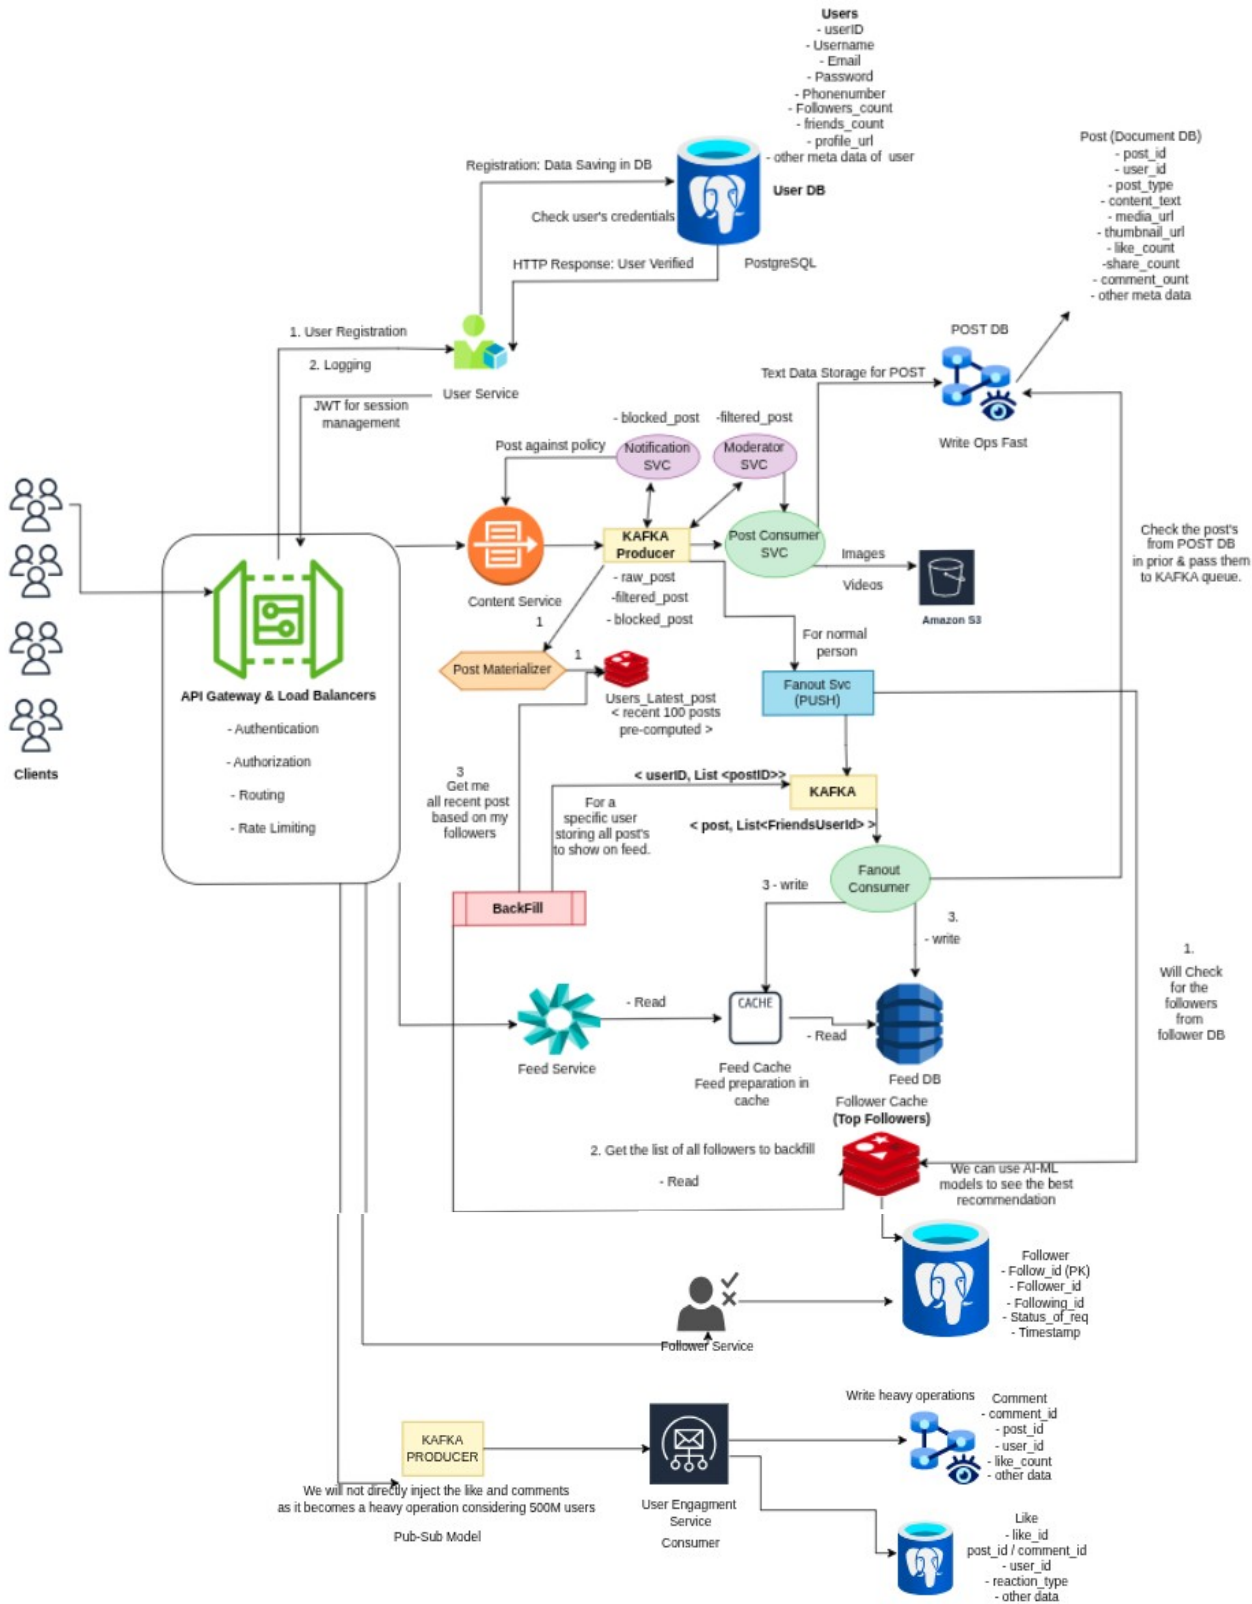 Users
- userID
- Username
- Email
- Password
- Phonenumber
- Followers_count
- friends_count
- profile_url
- other meta data of user
User DB
PostgreSQL
Registration: Data Saving in DB
Check user's credentials
HTTP Response: User Verified
Post (Document DB)
- post_id
- user_id
- post_type
- content_text
- media_url
- thumbnail_url
- like_count
-share_count
- comment_ount
- other meta data
1. User Registration
2. Logging
User Service
JWT for session
management
POST DB
Text Data Storage for POST
Write Ops Fast
- blocked_post
-filtered_post
Post against policy
Notification
SVC
Moderator
SVC
KAFKA
Producer
Post Consumer
SVC
Images
Videos
Amazon S3
Content Service
- raw_post
-filtered_post
- blocked_post
Check the post's
from POST DB
in prior & pass them
to KAFKA queue.
Clients
API Gateway & Load Balancers
- Authentication
- Authorization
- Routing
- Rate Limiting
1
Post Materializer
1
Users_Latest_post
< recent 100 posts
pre-computed >
For normal
person
Fanout Svc
(PUSH)
3
Get me
all recent post
based on my
followers
< userID, List <postID>>
For a
specific user
storing all post's
to show on feed.
KAFKA
< post, List<FriendsUserId> >
Fanout
Consumer
3 - write
3.
- write
BackFill
1.
Will Check
for the
followers
from
follower DB
- Read
CACHE
- Read
Feed Service
Feed Cache
Feed preparation in
cache
Feed DB
Follower Cache
(Top Followers)
2. Get the list of all followers to backfill
- Read
We can use AI-ML
models to see the best
recommendation
Follower
- Follow_id (PK)
- Follower_id
- Following_id
- Status_of_req
- Timestamp
Follower Service
Write heavy operations
Comment
- comment_id
- post_id
- user_id
- like_count
- other data
KAFKA
PRODUCER
We will not directly inject the like and comments
as it becomes a heavy operation considering 500M users
Pub-Sub Model
User Engagment
Service
Consumer
Like
- like_id
post_id / comment_id
- user_id
- reaction_type
- other data